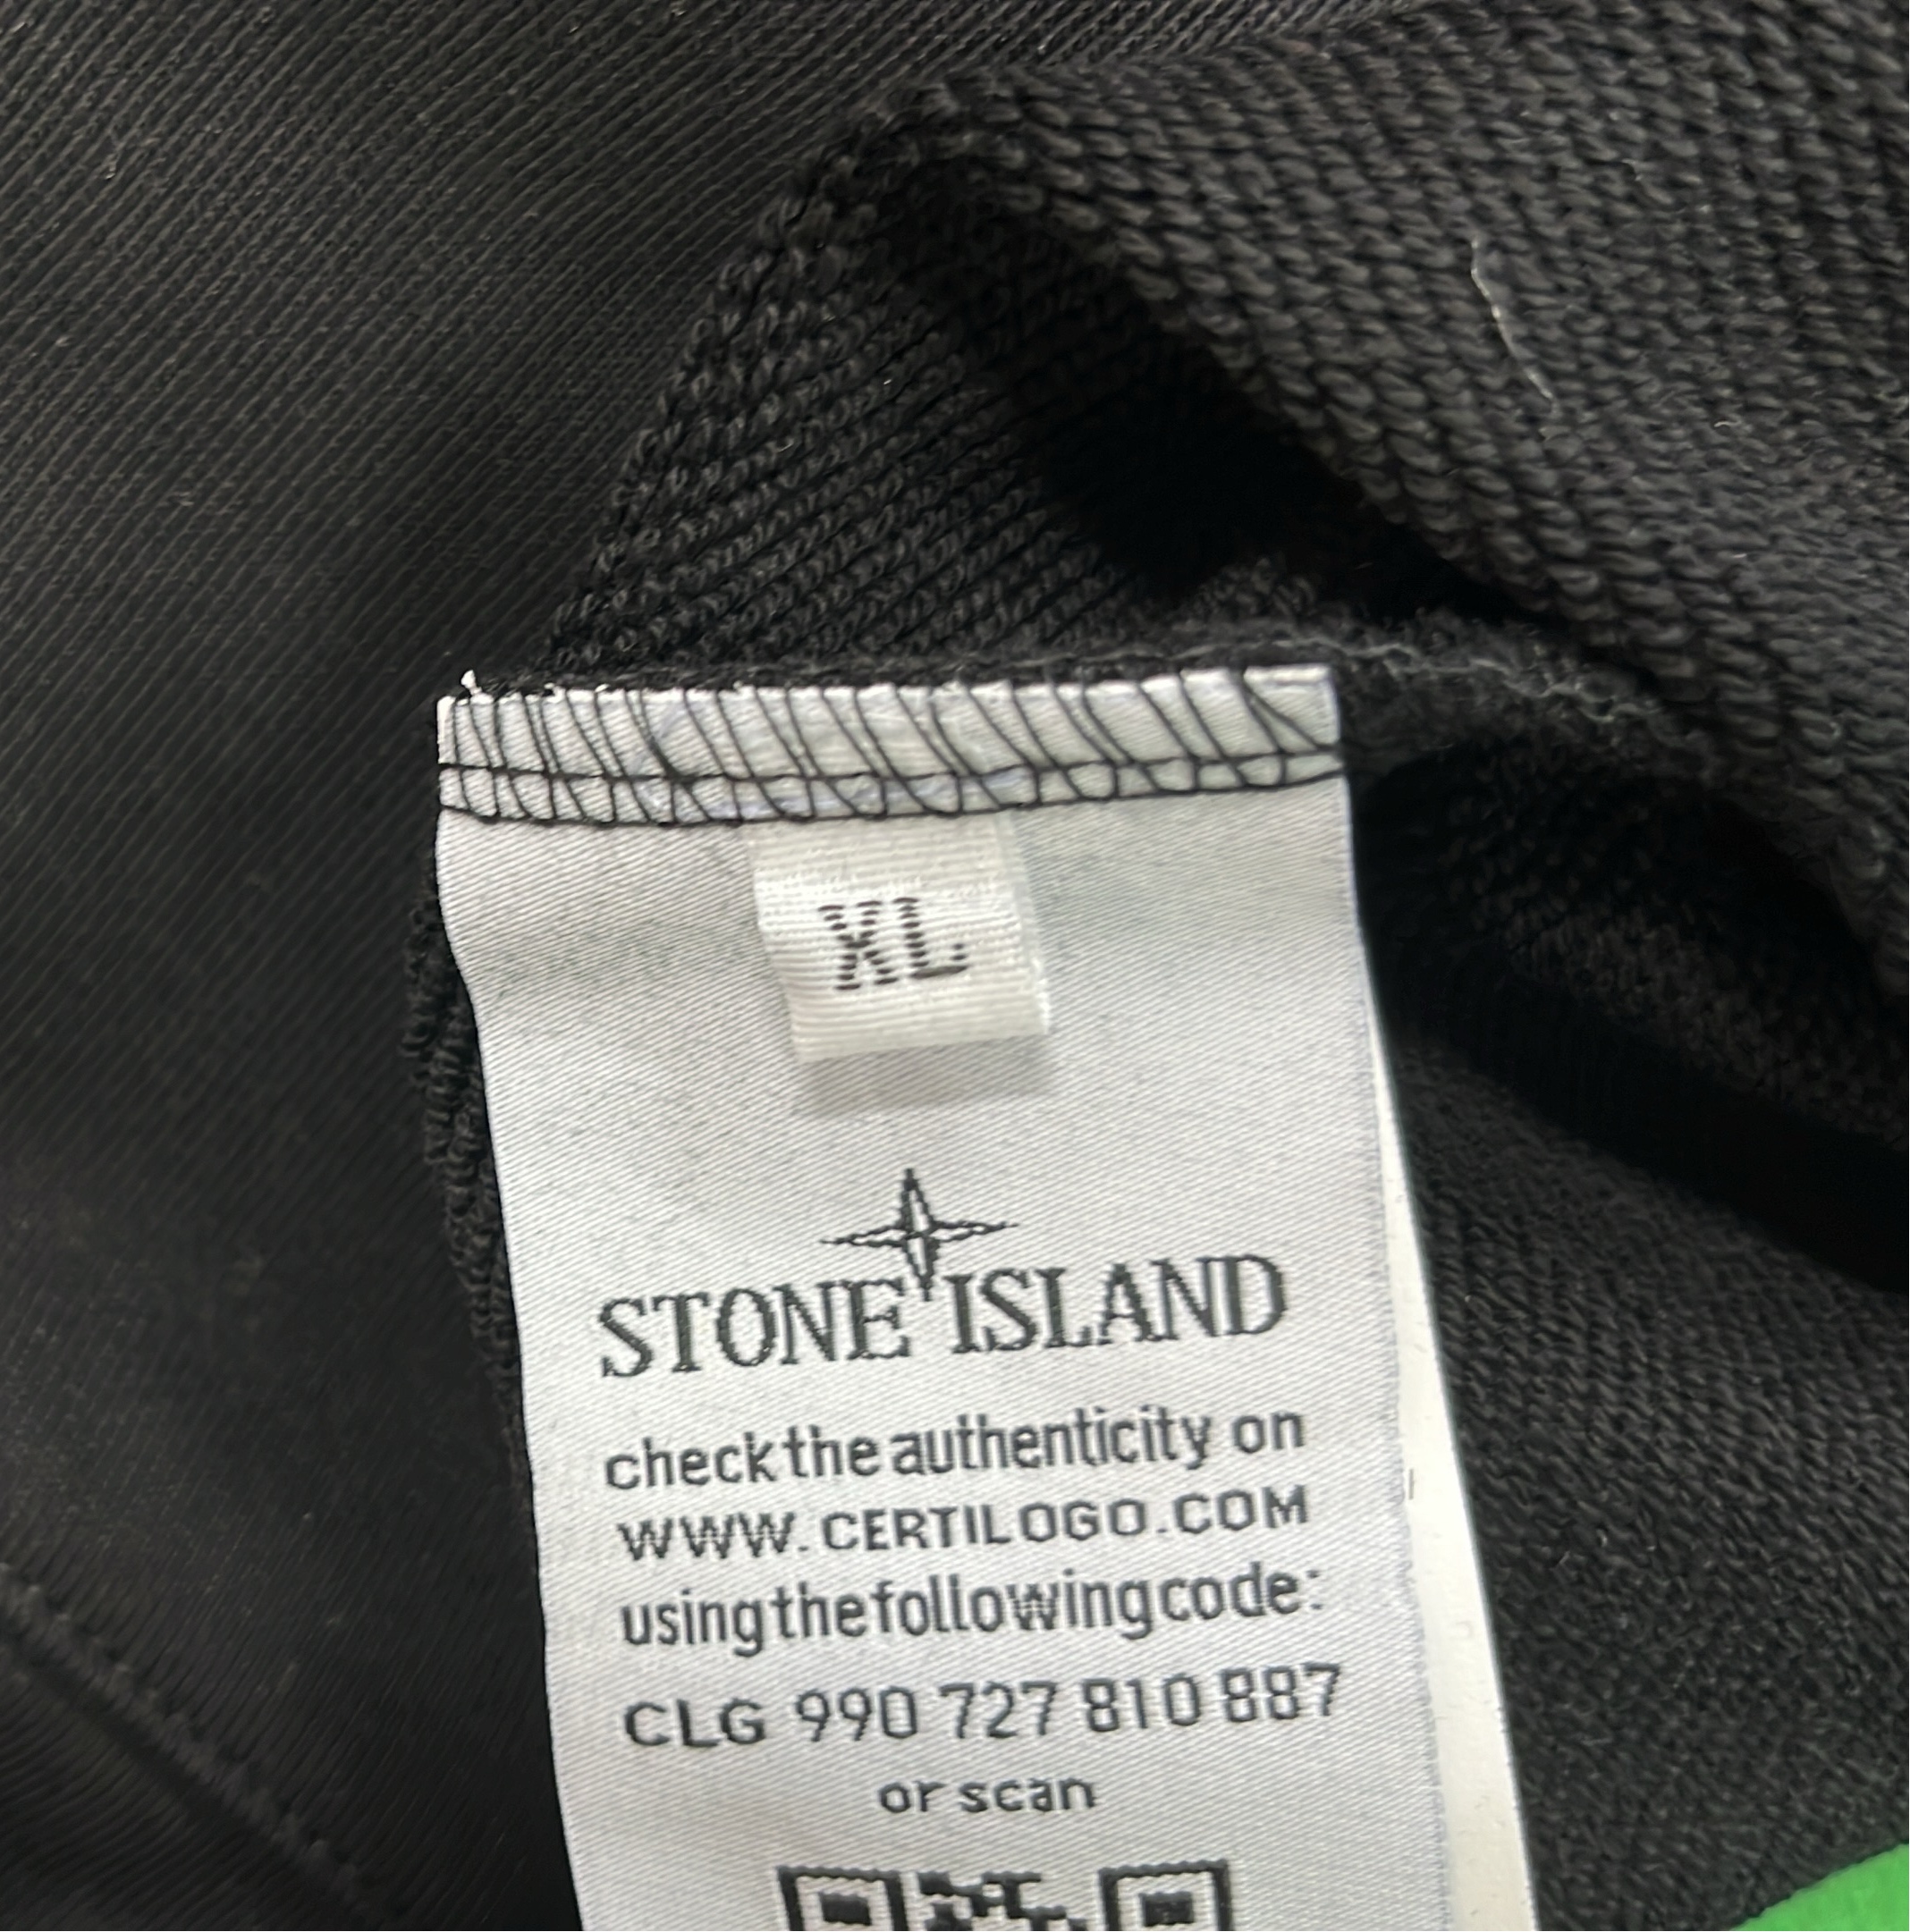 XL
STONE ISLAND
check the authenticity on
WWW.CERTILOGO.COM
using the following code:
CLG 990 727 810 887
or scan